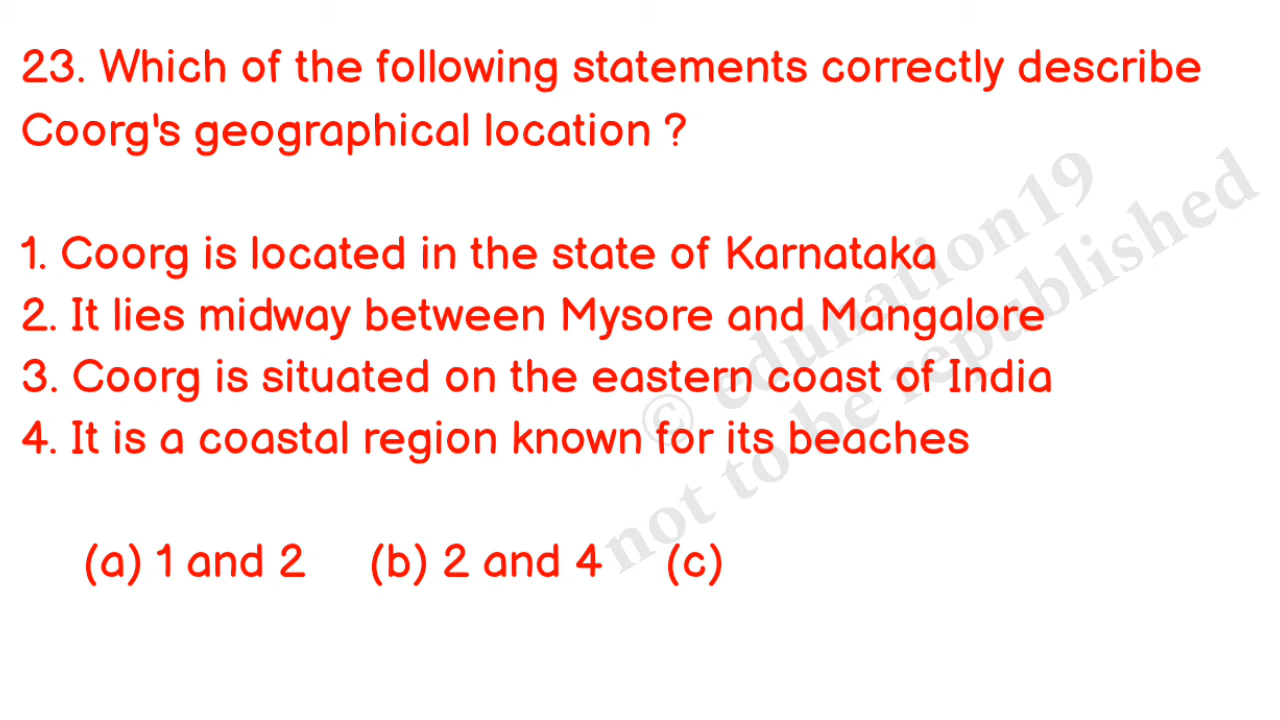 23. Which of the following statements correctly describe
Coorg's geographical location ?
1. Coorg is located in the state of Karnataka
2. It lies midway between Mysore and Mangalore
3. Coorg is situated on the eastern coast of India
4. It is a coastal region known for its beaches
(a) 1 and 2 (b) 2 and 4 (c)
© edunation19
not to be republished